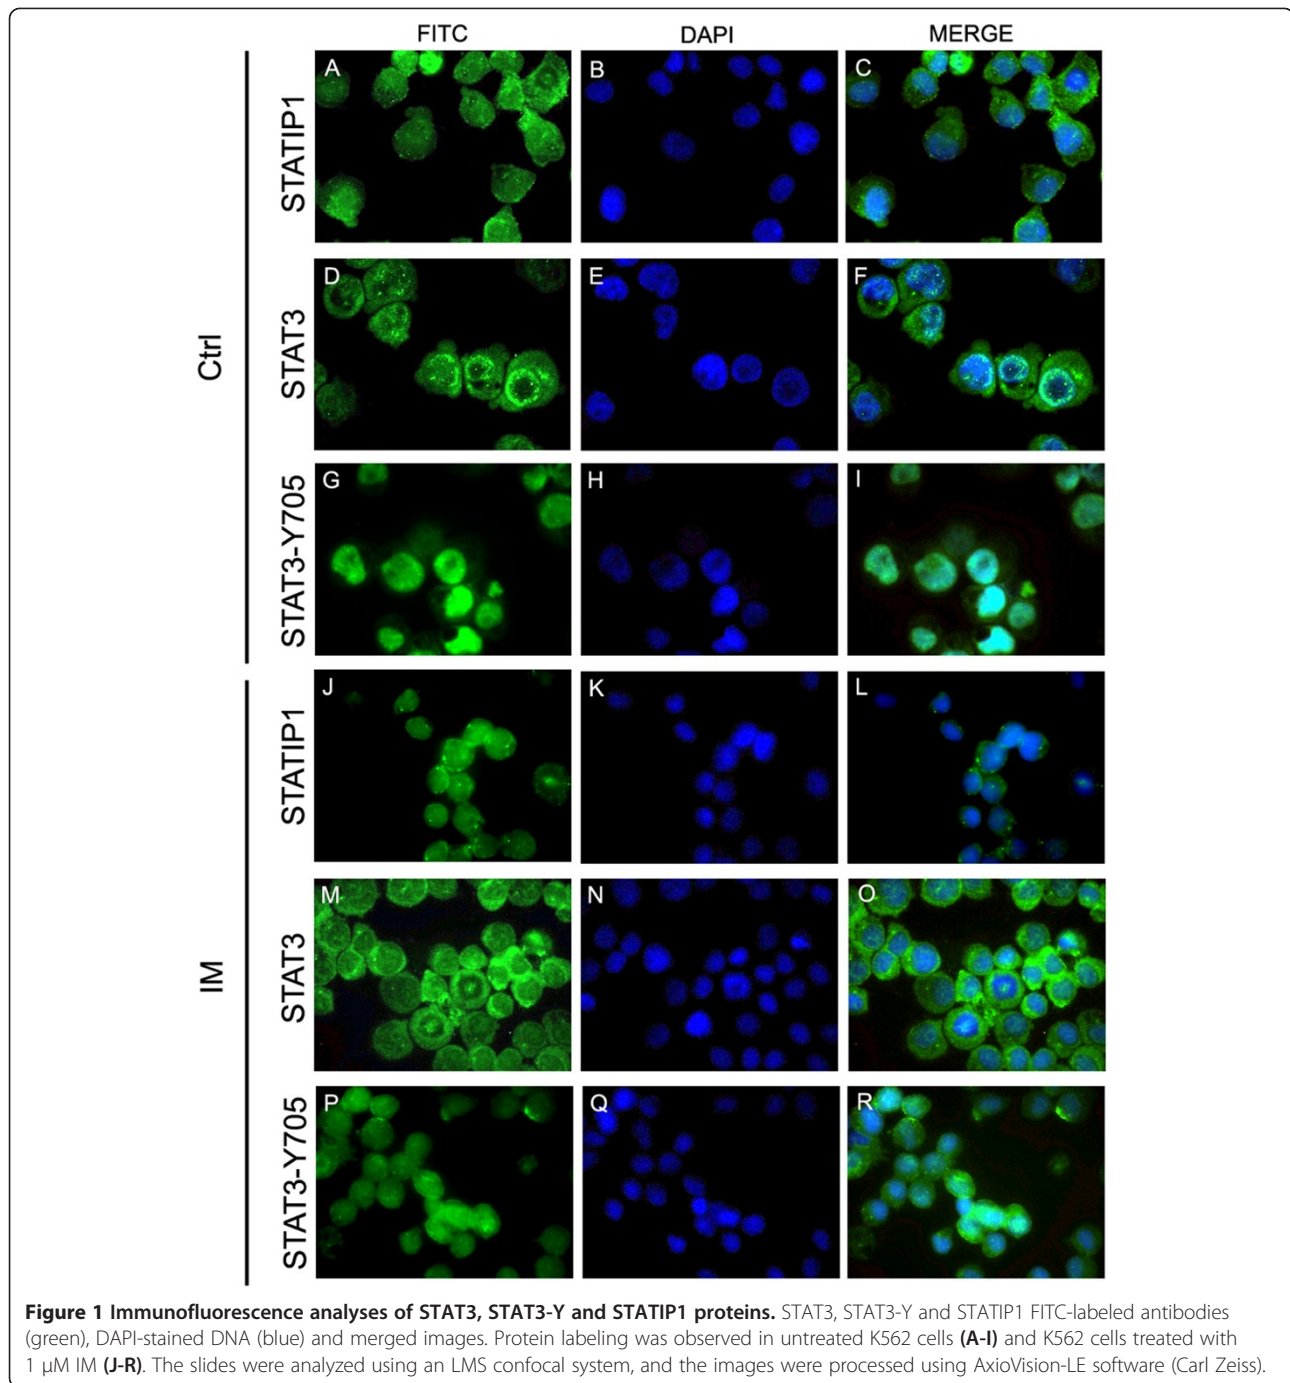 FITC DAPI MERGE
Ctrl
STATIP1
A B C
STAT3
D E F
STAT3-Y705
G H I
IM
STATIP1
J K L
STAT3
M N O
STAT3-Y705
P Q R
Figure 1 Immunofluorescence analyses of STAT3, STAT3-Y and STATIP1 proteins. STAT3, STAT3-Y and STATIP1 FITC-labeled antibodies
(green), DAPI-stained DNA (blue) and merged images. Protein labeling was observed in untreated K562 cells (A-I) and K562 cells treated with
1 μM IM (J-R). The slides were analyzed using an LMS confocal system, and the images were processed using AxioVision-LE software (Carl Zeiss).